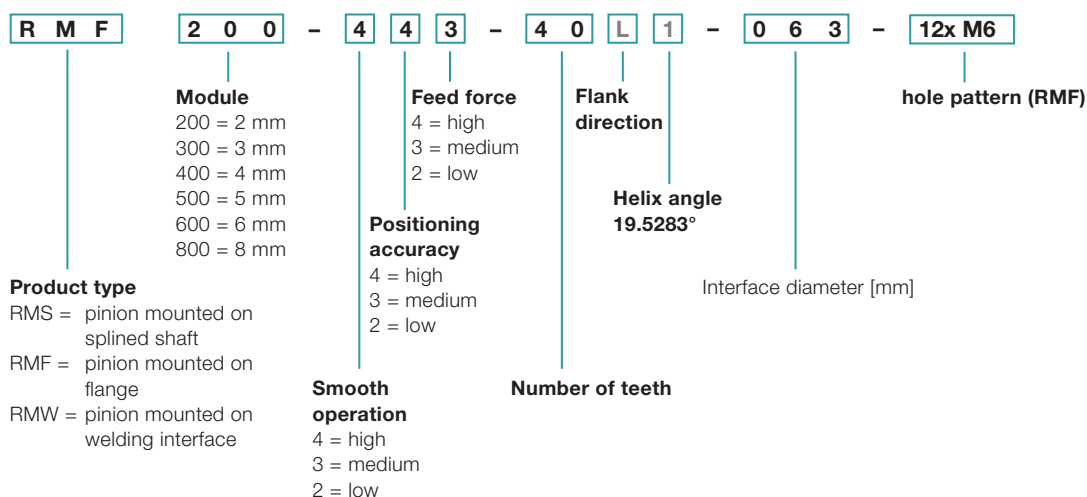 R M F 2 0 0 – 4 4 3 – 4 0 L 1 – 0 6 3 – 12x M6
Module
200 = 2 mm
300 = 3 mm
400 = 4 mm
500 = 5 mm
600 = 6 mm
800 = 8 mm
Feed force
4 = high
3 = medium
2 = low
Flank
direction
hole pattern (RMF)
Helix angle
19.5283°
Positioning
accuracy
4 = high
3 = medium
2 = low
Product type
RMS = pinion mounted on
splined shaft
RMF = pinion mounted on
flange
RMW = pinion mounted on
welding interface
Interface diameter [mm]
Smooth
operation
4 = high
3 = medium
2 = low
Number of teeth